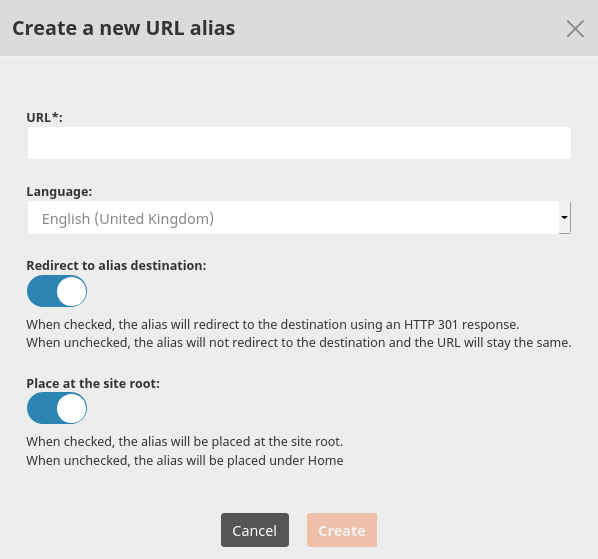 Create a new URL alias
URL*:
Language:
English (United Kingdom)
Redirect to alias destination:
When checked, the alias will redirect to the destination using an HTTP 301 response.
When unchecked, the alias will not redirect to the destination and the URL will stay the same.
Place at the site root:
When checked, the alias will be placed at the site root.
When unchecked, the alias will be placed under Home
Cancel
Create